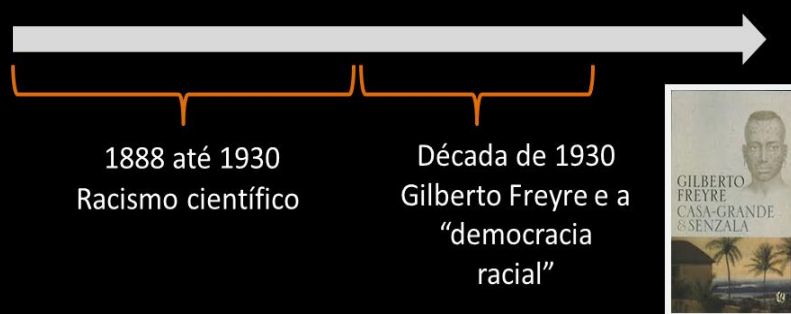 1888 até 1930
Racismo científico
Década de 1930
Gilberto Freyre e a
“democracia
racial”
GILBERTO
FREYRE
CASA-GRANDE
& SENZALA